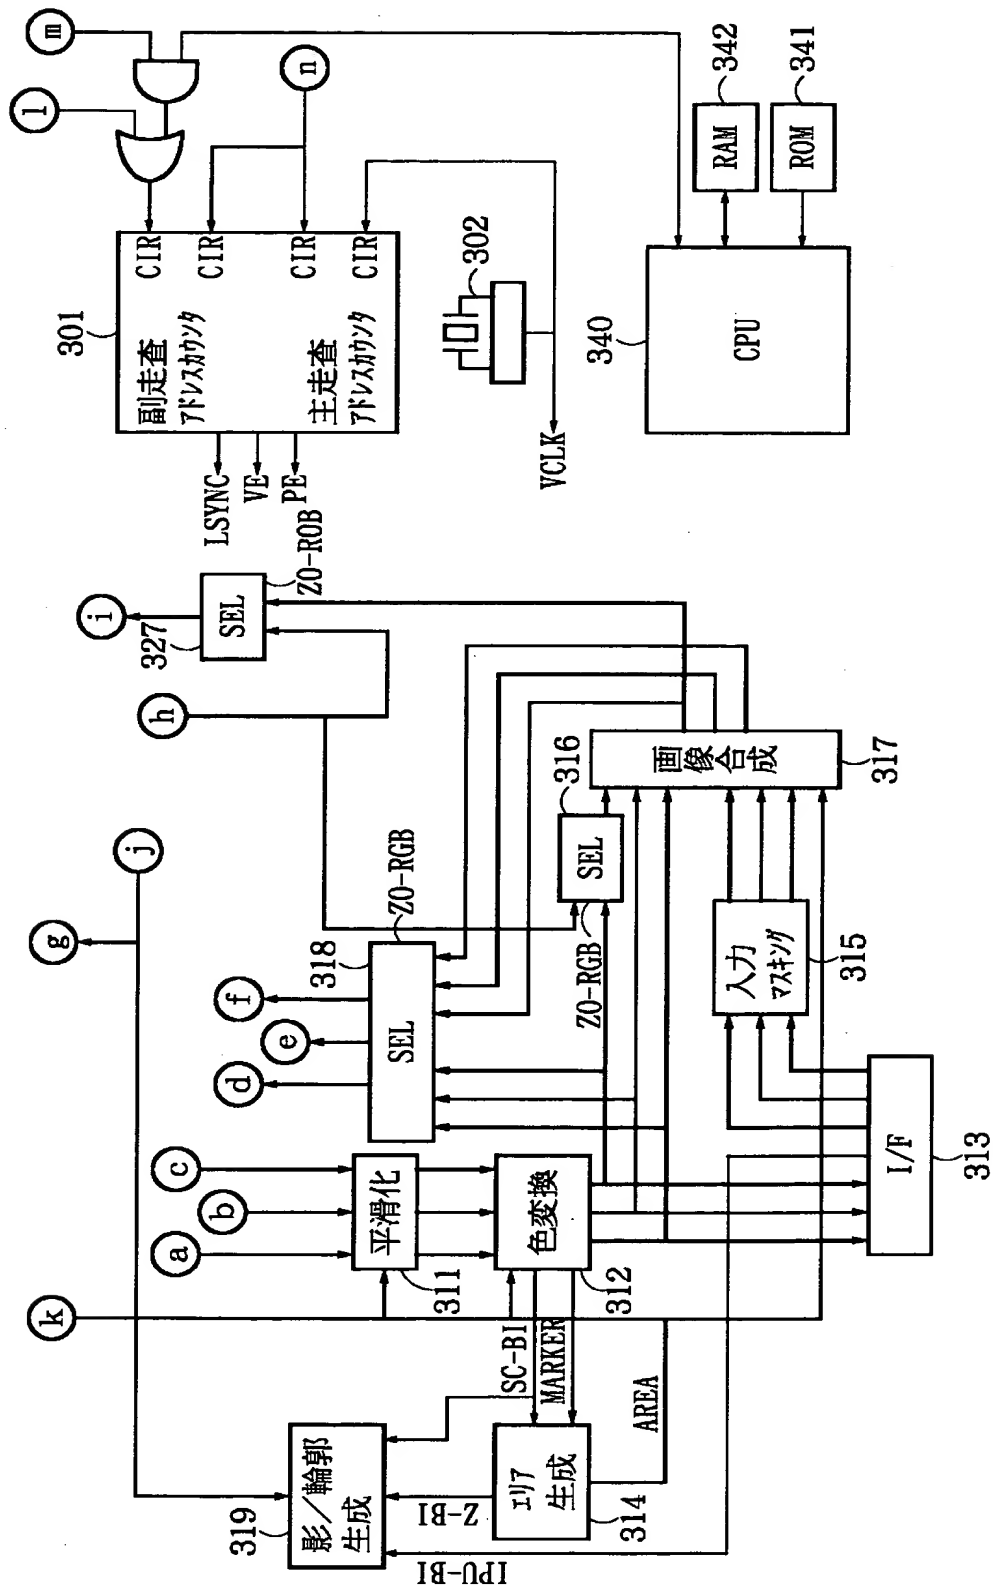 k
g
l
m
301
j
i
h
327
副走査
アドレスカウンタ
CIR
CIR
a
b
c
SEL
ZO-ROB
LSYNC
VE
PE
主走査
アドレスカウンタ
CIR
CIR
n
319
影／輪郭
生成
d
e
f
318
ZO-RGB
平滑化
311
SEL
302
IPU-BI
Z-BI
SC-BI
MARKER
色変換
312
エリア
生成
314
AREA
VCLK
ZO-RGB
SEL
316
340
CPU
RAM
342
ROM
341
画像合成
317
入力
マスキング
315
I/F
313